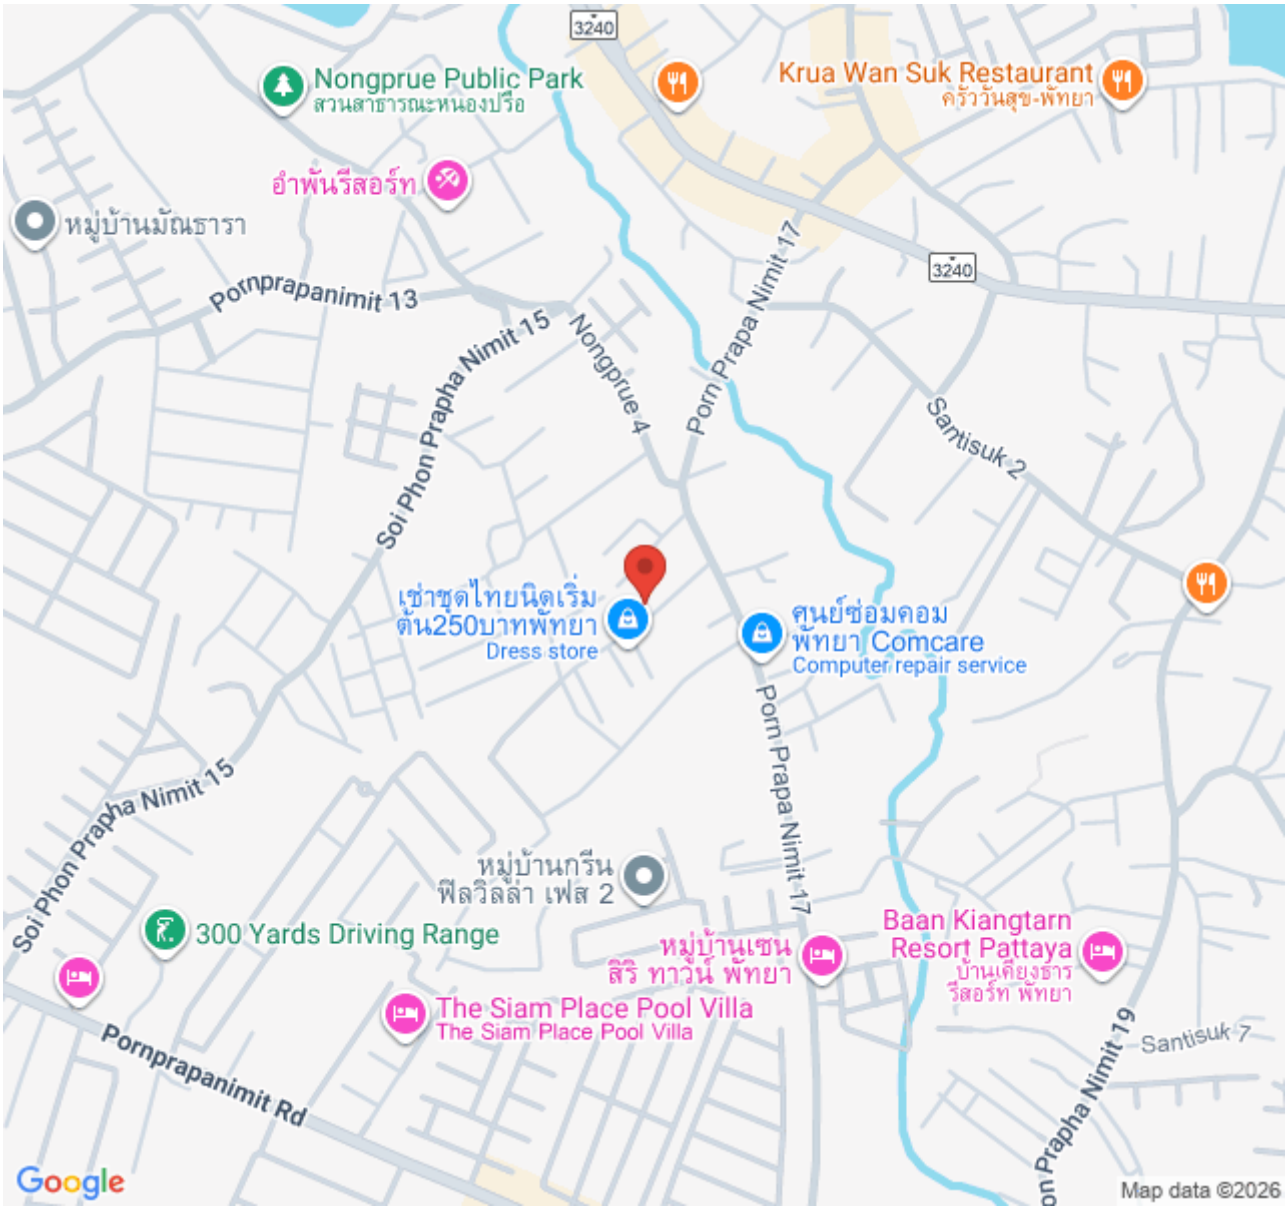 3240
Nongprue Public Park
สวนสาธารณะหนองปรือ
Krua Wan Suk Restaurant
ครัววันสุข-พัทยา
อำพันรีสอร์ท
หมู่บ้านมัณธารา
Porn Prapa Nimit 17
3240
Pornprapanimit 13
Soi Phon Prapha Nimit 15
Nongprue 4
Santisuk 2
เช่าชุดไทยนิดเริ่ม
ต้น250บาทพัทยา
Dress store
ศูนย์ซ่อมคอม
พัทยา Comcare
Computer repair service
Porn Prapa Nimit 17
Soi Phon Prapha Nimit 15
หมู่บ้านกรีน
ฟิลวิลล่า เฟส 2
300 Yards Driving Range
หมู่บ้านเซน
สิริ ทาวน์ พัทยา
Baan Kiangtarn
Resort Pattaya
บ้านเคียงธาร
รีสอร์ท พัทยา
The Siam Place Pool Villa
The Siam Place Pool Villa
Pornprapanimit Rd
Santisuk 7
on Prapha Nimit 19
Google
Map data ©2026